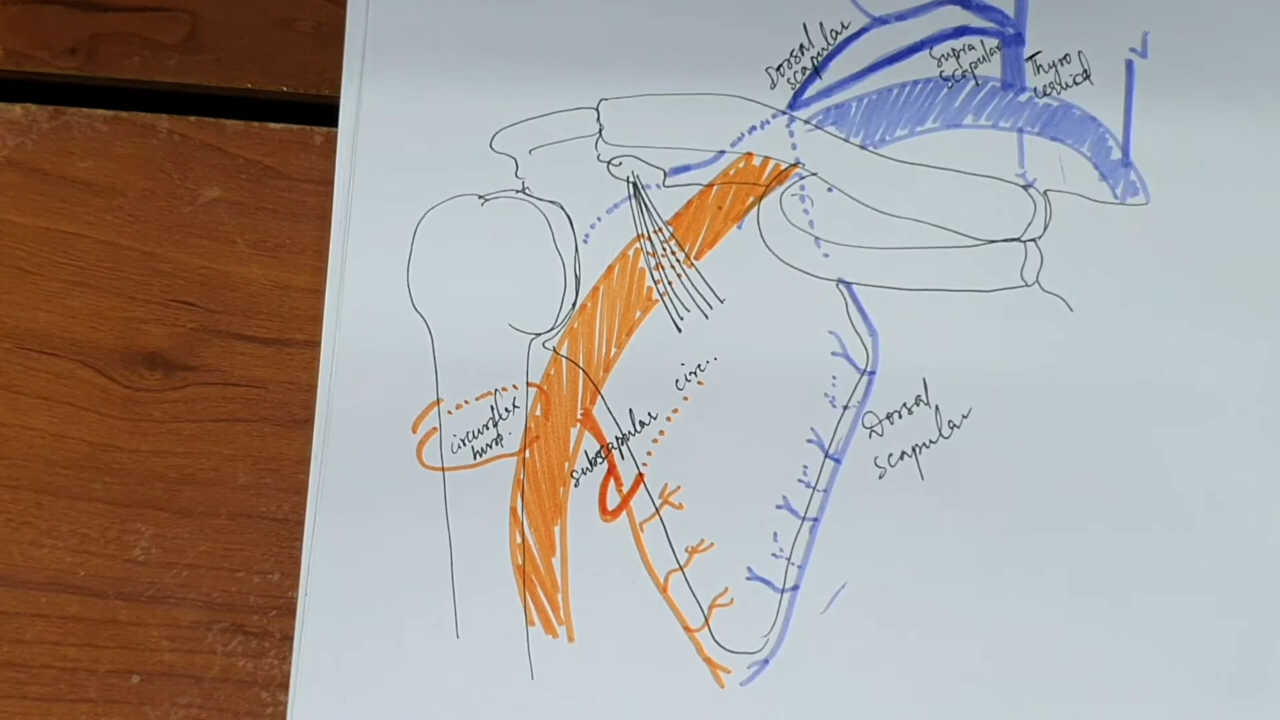 Dorsal
scapular
Supra
scapular
Thyro
cervical
V
circ..
circumflex
hum.
subscapular
Dorsal
scapular